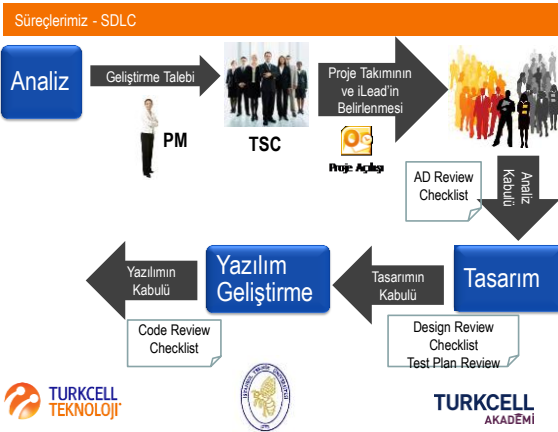 Süreçlerimiz - SDLC
Analiz
Geliştirme Talebi
PM
TSC
Proje Takımının
ve iLead'in
Belirlenmesi
Proje Açılışı
AD Review
Checklist
Analiz
Kabulü
Tasarım
Tasarımın
Kabulü
Design Review
Checklist
Test Plan Review
Yazılım
Geliştirme
Yazılımın
Kabulü
Code Review
Checklist
TURKCELL
TEKNOLOJİ
TURKCELL
AKADEMİ